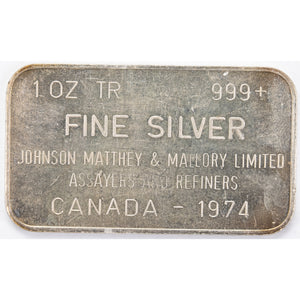 1 OZ TR 999+
FINE SILVER
JOHNSON MATTHEY & MALLORY LIMITED
ASSAYERS AND REFINERS
CANADA - 1974